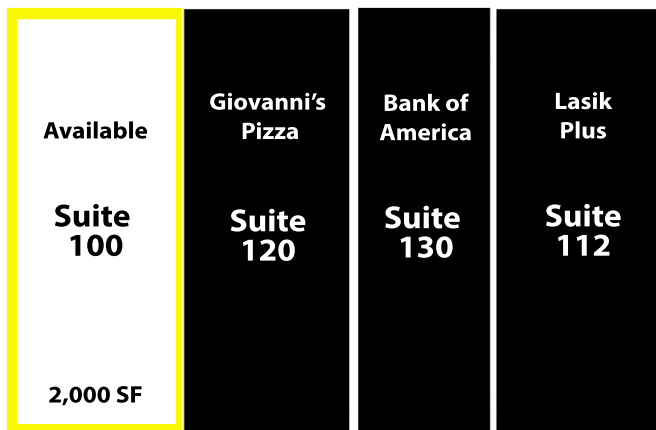 Available
Suite
100
2,000 SF
Giovanni's
Pizza
Suite
120
Bank of
America
Suite
130
Lasik
Plus
Suite
112